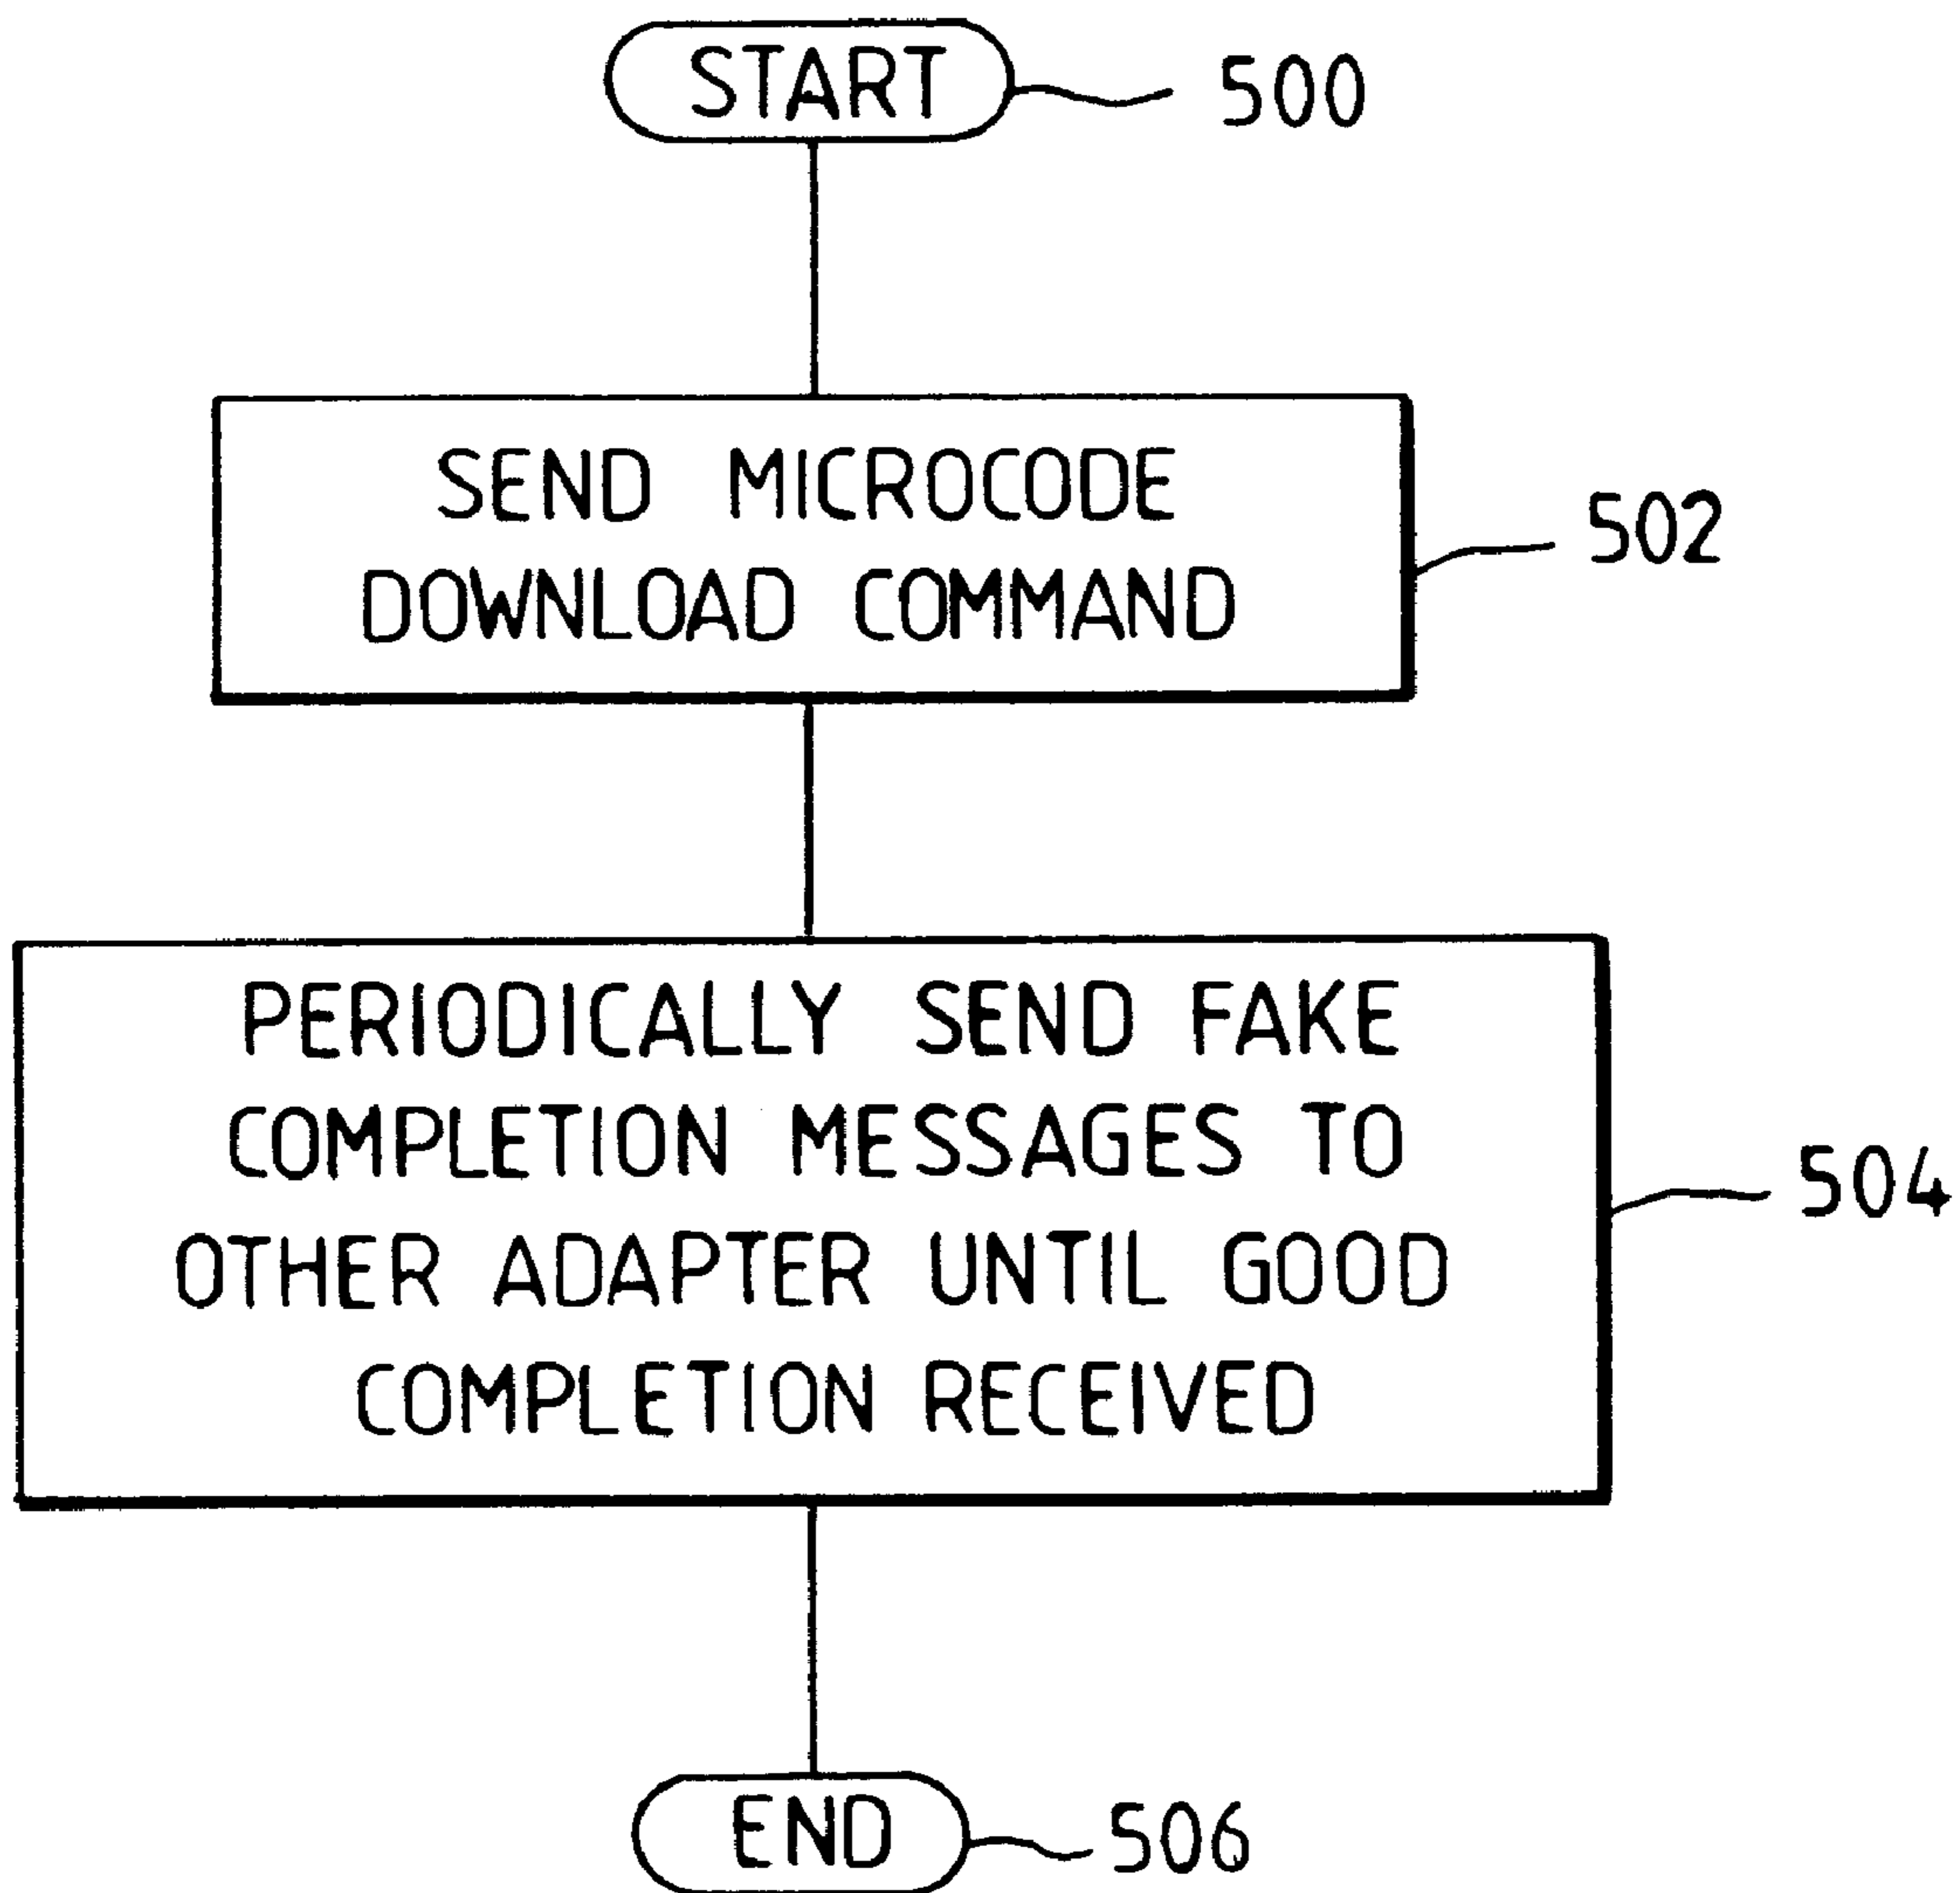 START
500
SEND MICROCODE
DOWNLOAD COMMAND
502
PERIODICALLY SEND FAKE
COMPLETION MESSAGES TO
OTHER ADAPTER UNTIL GOOD
COMPLETION RECEIVED
504
END
506